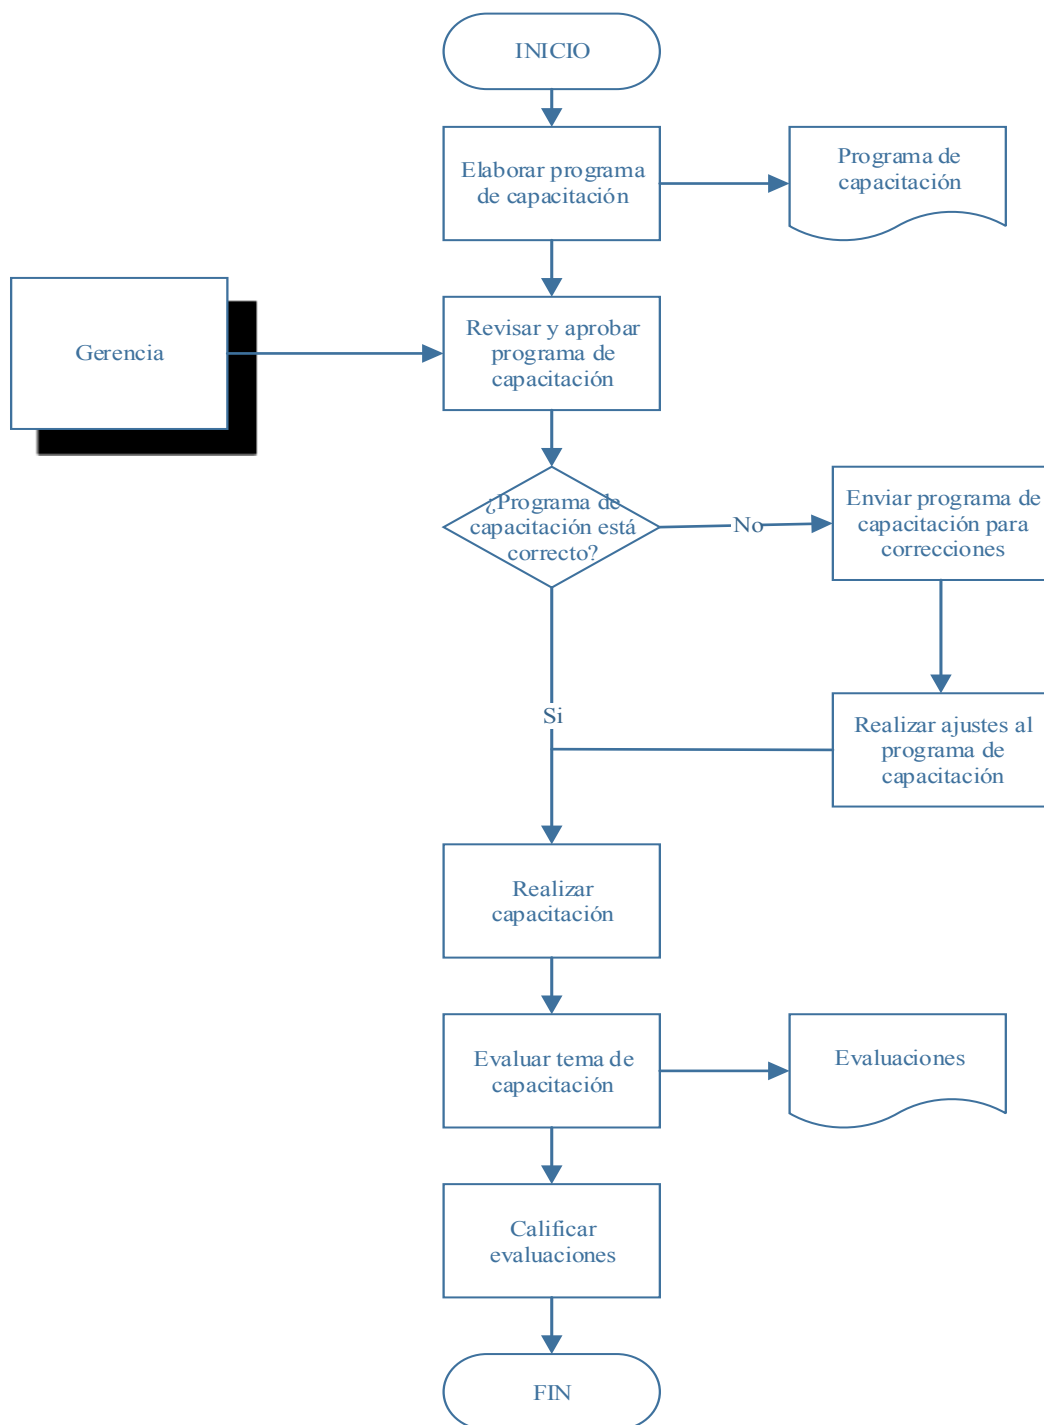 INICIO
Elaborar programa
de capacitación
Programa de
capacitación
Gerencia
Revisar y aprobar
programa de
capacitación
¿Programa de
capacitación está
correcto?
No
Enviar programa de
capacitación para
correcciones
Si
Realizar ajustes al
programa de
capacitación
Realizar
capacitación
Evaluar tema de
capacitación
Evaluaciones
Calificar
evaluaciones
FIN